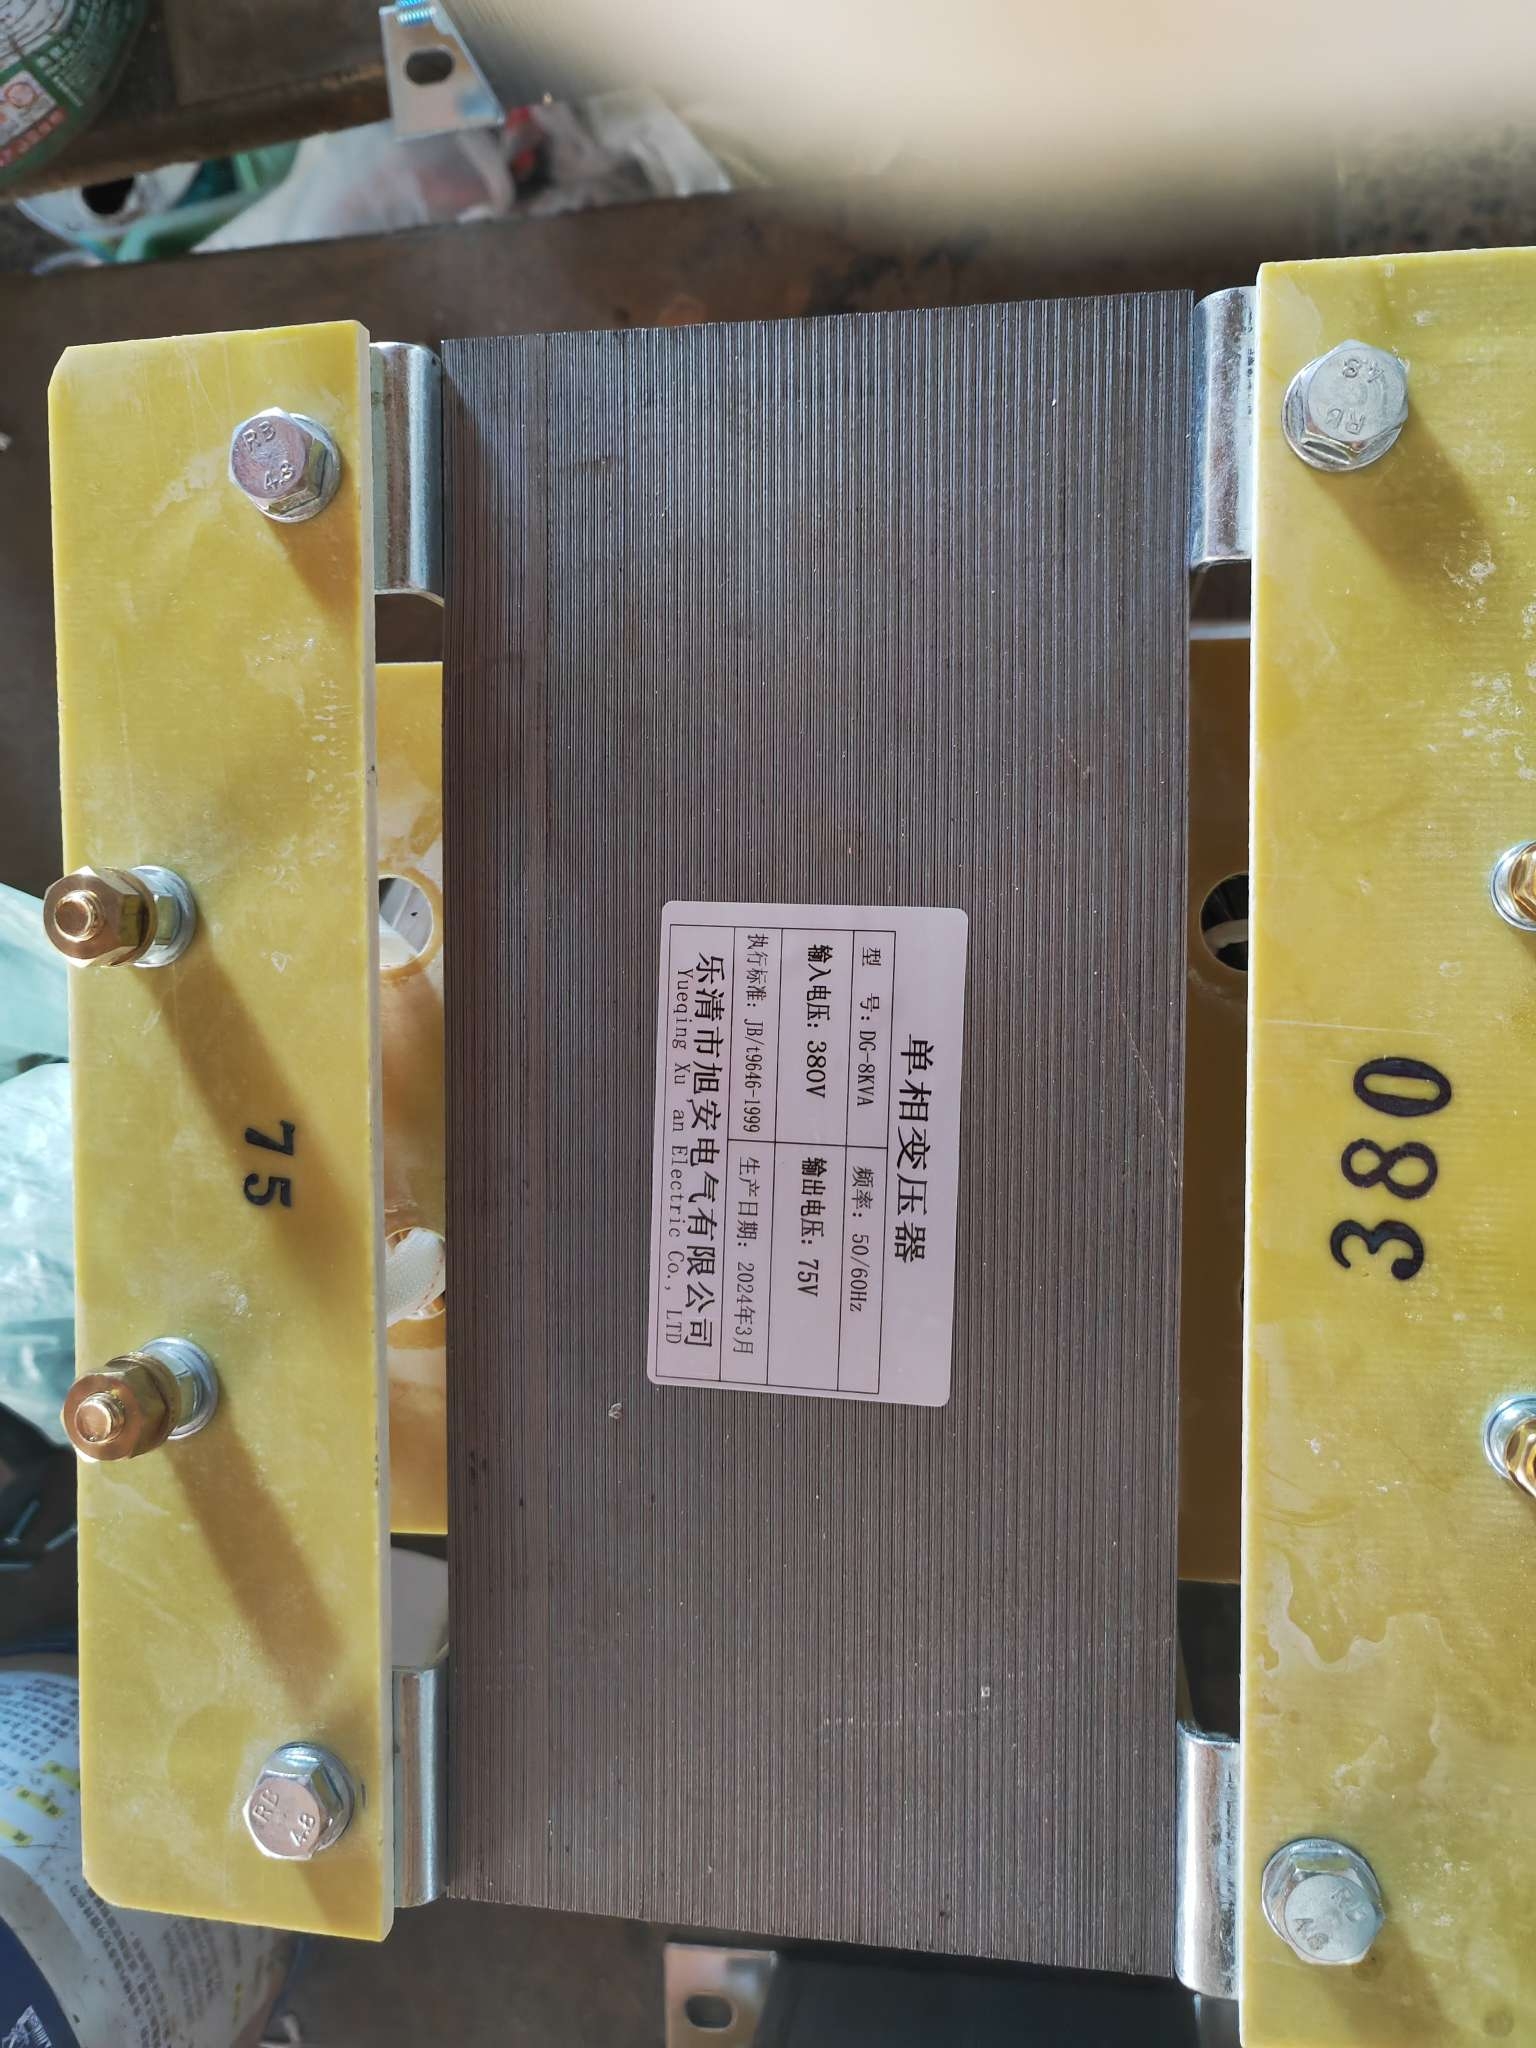 单相变压器
型 号: DG-8KVA 频率: 50/60Hz
输入电压: 380V 输出电压: 75V
执行标准: JB/t9646-1999 生产日期: 2024年3月
乐清市旭安电气有限公司
Yueqing Xu an Electric Co., LTD
75
380
RB
4.8
Rb
4.8
RB
4.8